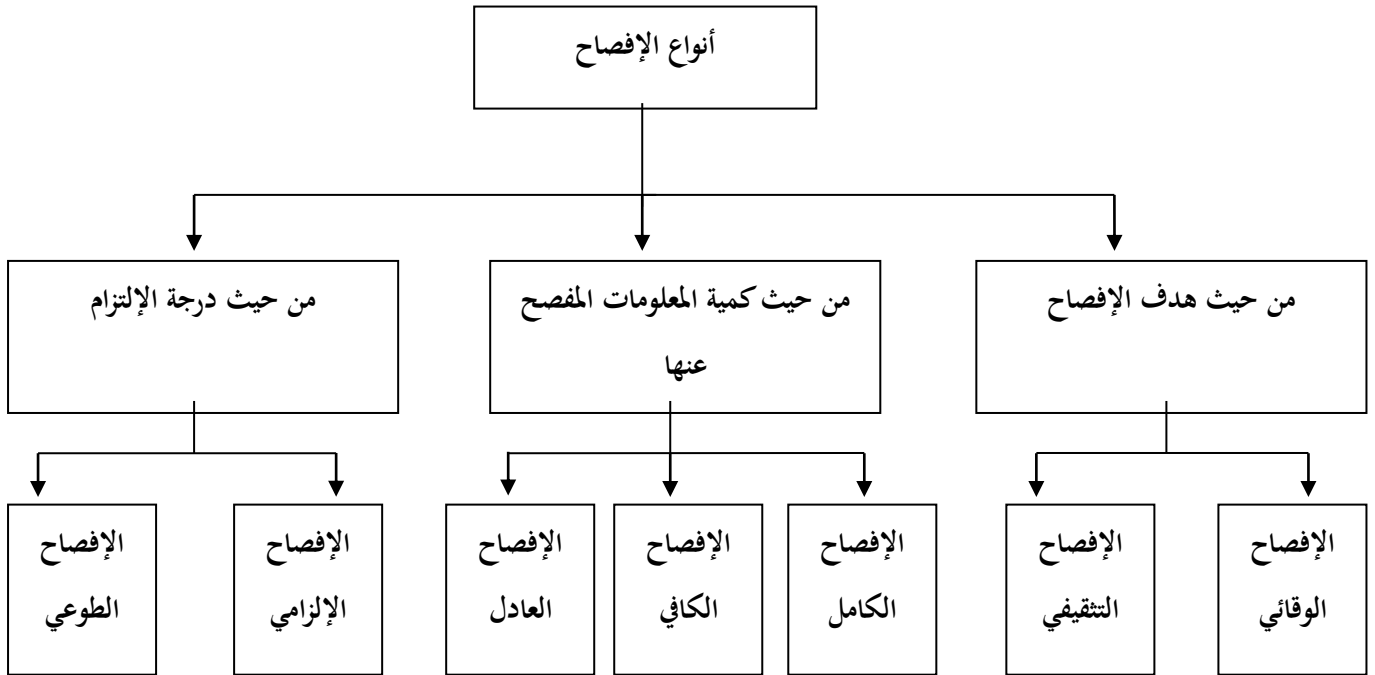 أنواع الإفصاح
من حيث هدف الإفصاح
من حيث كمية المعلومات المفصح
عنها
من حيث درجة الإلتزام
الإفصاح
الوقائي
الإفصاح
التثقيفي
الإفصاح
الكامل
الإفصاح
الكافي
الإفصاح
العادل
الإفصاح
الإلزامي
الإفصاح
الطوعي